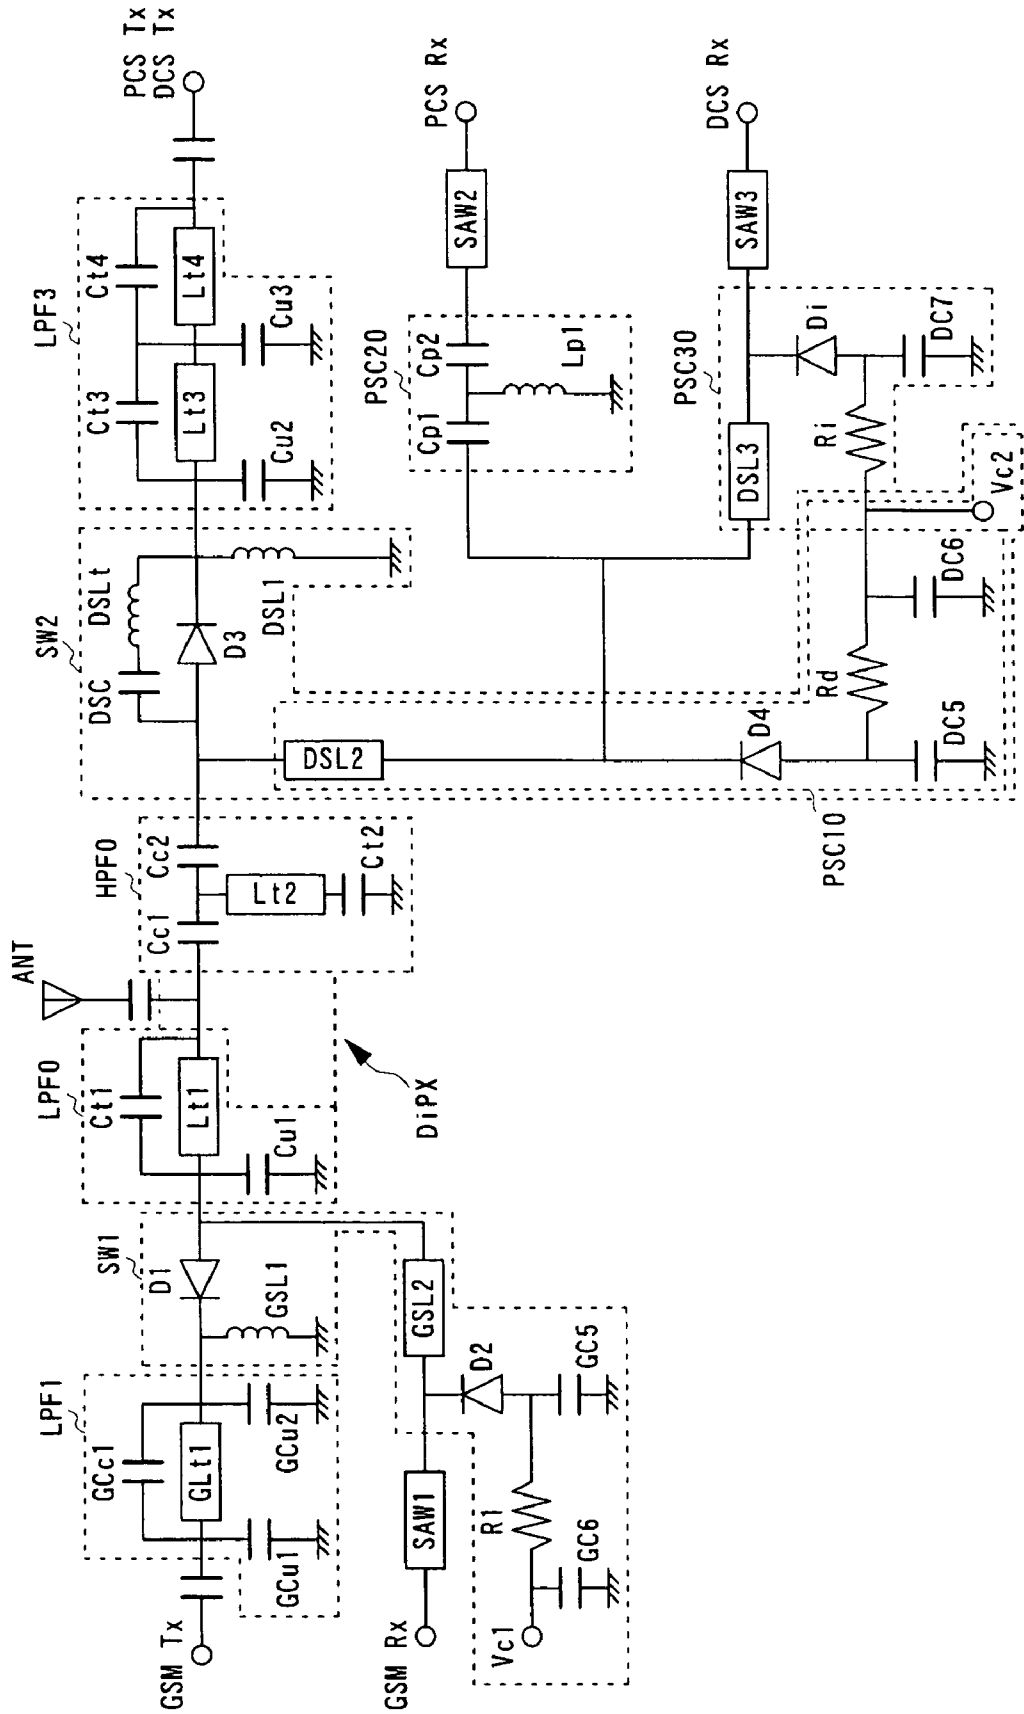 GSM Tx
GCu1
GCc1
GLt1
GCu2
LPF1
GSM Rx
SAW1
Vc1
GC6
R1
GC5
D2
GSL2
GSL1
D1
SW1
Cu1
Lt1
Ct1
LPF0
DiPX
ANT
Cc1
Cc2
Lt2
Ct2
HPF0
PSC10
DSL2
D4
DC5
Rd
DC6
Vc2
DSC
DSLt
D3
DSL1
SW2
Cu2
Lt3
Ct3
Cu3
Lt4
Ct4
LPF3
PCS Tx
DCS Tx
Cp1
Cp2
Lp1
PSC20
SAW2
PCS Rx
DSL3
Ri
Di
DC7
PSC30
SAW3
DCS Rx